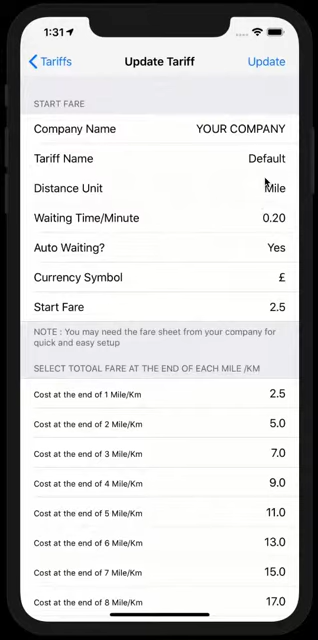 1:31
Tariffs
Update Tariff
Update
START FARE
Company Name YOUR COMPANY
Tariff Name Default
Distance Unit Mile
Waiting Time/Minute 0.20
Auto Waiting? Yes
Currency Symbol £
Start Fare 2.5
NOTE : You may need the fare sheet from your company for
quick and easy setup
SELECT TOTOAL FARE AT THE END OF EACH MILE /KM
Cost at the end of 1 Mile/Km 2.5
Cost at the end of 2 Mile/Km 5.0
Cost at the end of 3 Mile/Km 7.0
Cost at the end of 4 Mile/Km 9.0
Cost at the end of 5 Mile/Km 11.0
Cost at the end of 6 Mile/Km 13.0
Cost at the end of 7 Mile/Km 15.0
Cost at the end of 8 Mile/Km 17.0